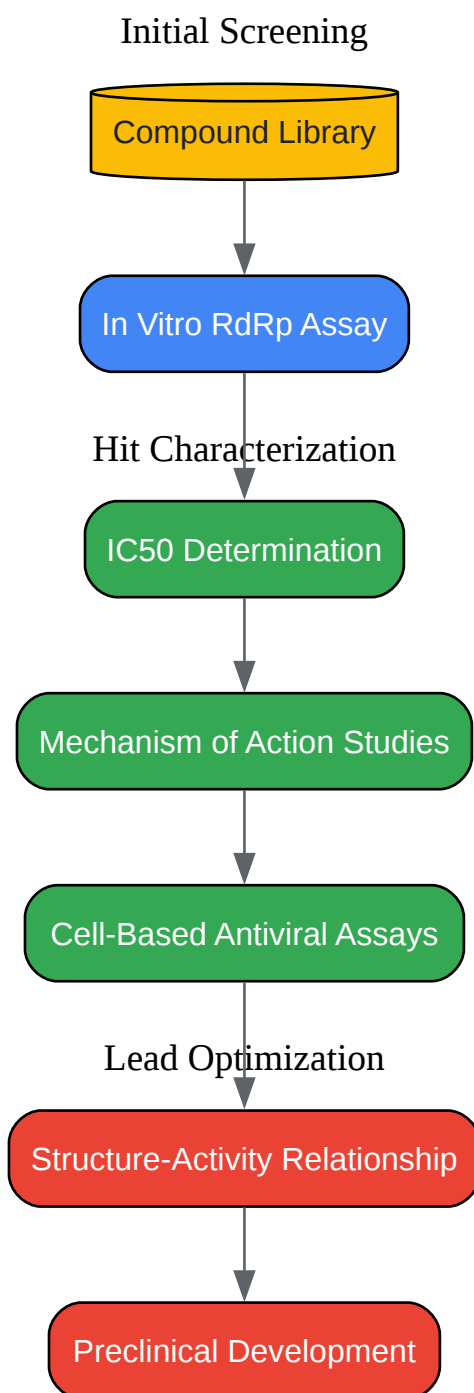 Initial Screening
Compound Library
In Vitro RdRp Assay
Hit Characterization
IC50 Determination
Mechanism of Action Studies
Cell-Based Antiviral Assays
Lead Optimization
Structure-Activity Relationship
Preclinical Development